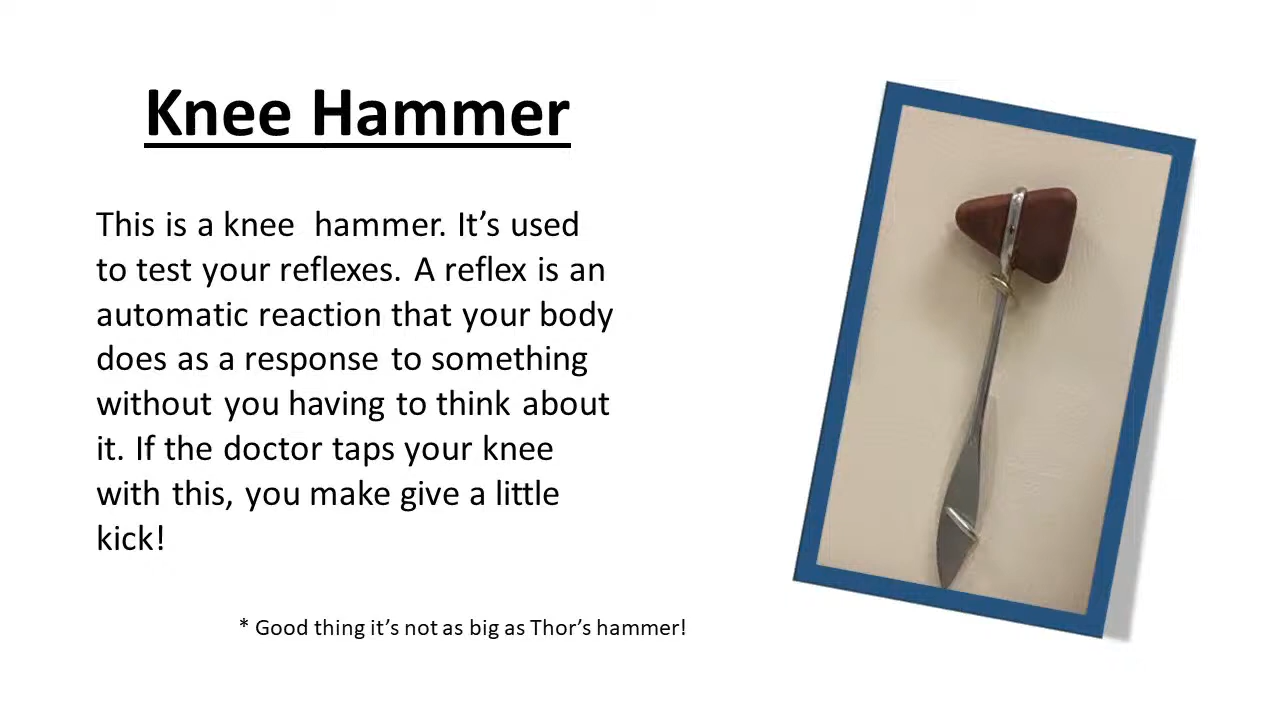 Knee Hammer
This is a knee  hammer. It’s used
to test your reflexes. A reflex is an
automatic reaction that your body
does as a response to something
without you having to think about
it. If the doctor taps your knee
with this, you make give a little
kick!
* Good thing it’s not as big as Thor’s hammer!